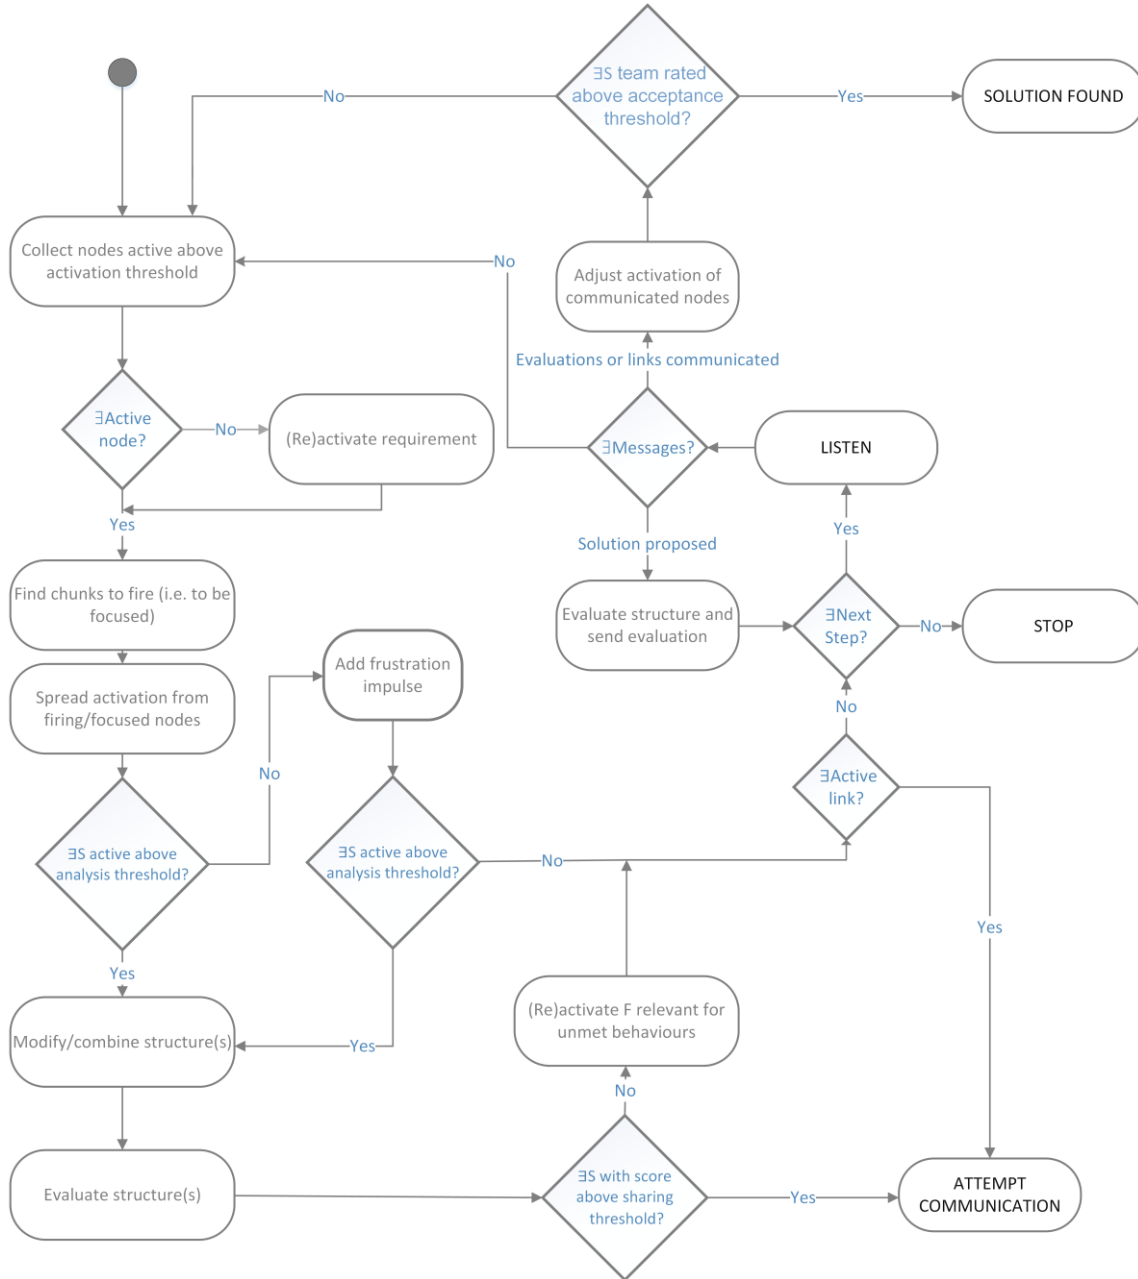 ∃S team rated
above acceptance
threshold?
No
Yes
SOLUTION FOUND
Collect nodes active above
activation threshold
No
Adjust activation of
communicated nodes
Evaluations or links communicated
∃Active
node?
No
(Re)activate requirement
∃Messages?
LISTEN
Yes
Yes
Solution proposed
Find chunks to fire (i.e. to be
focused)
Evaluate structure and
send evaluation
∃Next
Step?
No
STOP
Add frustration
impulse
Spread activation from
firing/focused nodes
No
No
∃Active
link?
∃S active above
analysis threshold?
∃S active above
analysis threshold?
No
Yes
Yes
(Re)activate F relevant for
unmet behaviours
Modify/combine structure(s)
Yes
No
∃S with score
above sharing
threshold?
Evaluate structure(s)
Yes
ATTEMPT
COMMUNICATION